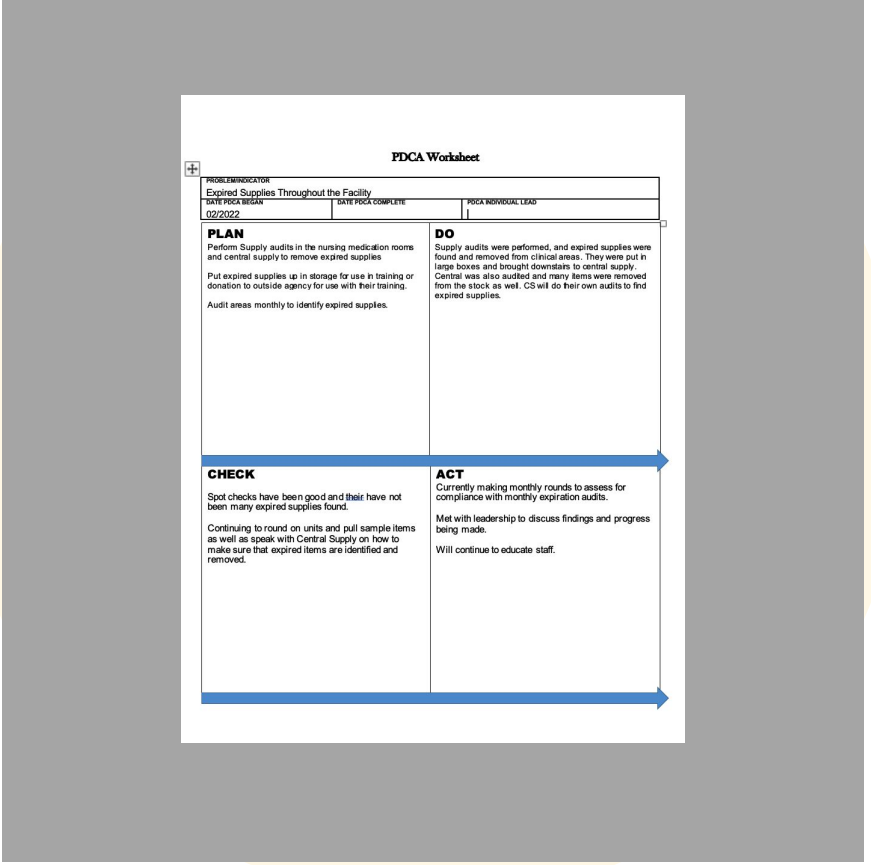 PDCA Worksheet
PROBLEM/INDICATOR
Expired Supplies Throughout the Facility
DATE PDCA BEGAN
02/2022
DATE PDCA COMPLETE
PDCA INDIVIDUAL LEAD
PLAN
Perform Supply audits in the nursing medication rooms
and central supply to remove expired supplies
Put expired supplies up in storage for use in training or
donation to outside agency for use with their training.
Audit areas monthly to identify expired supplies.
DO
Supply audits were performed, and expired supplies were
found and removed from clinical areas. They were put in
large boxes and brought downstairs to central supply.
Central was also audited and many items were removed
from the stock as well. CS will do their own audits to find
expired supplies.
CHECK
Spot checks have been good and their have not
been many expired supplies found.
Continuing to round on units and pull sample items
as well as speak with Central Supply on how to
make sure that expired items are identified and
removed.
ACT
Currently making monthly rounds to assess for
compliance with monthly expiration audits.
Met with leadership to discuss findings and progress
being made.
Will continue to educate staff.